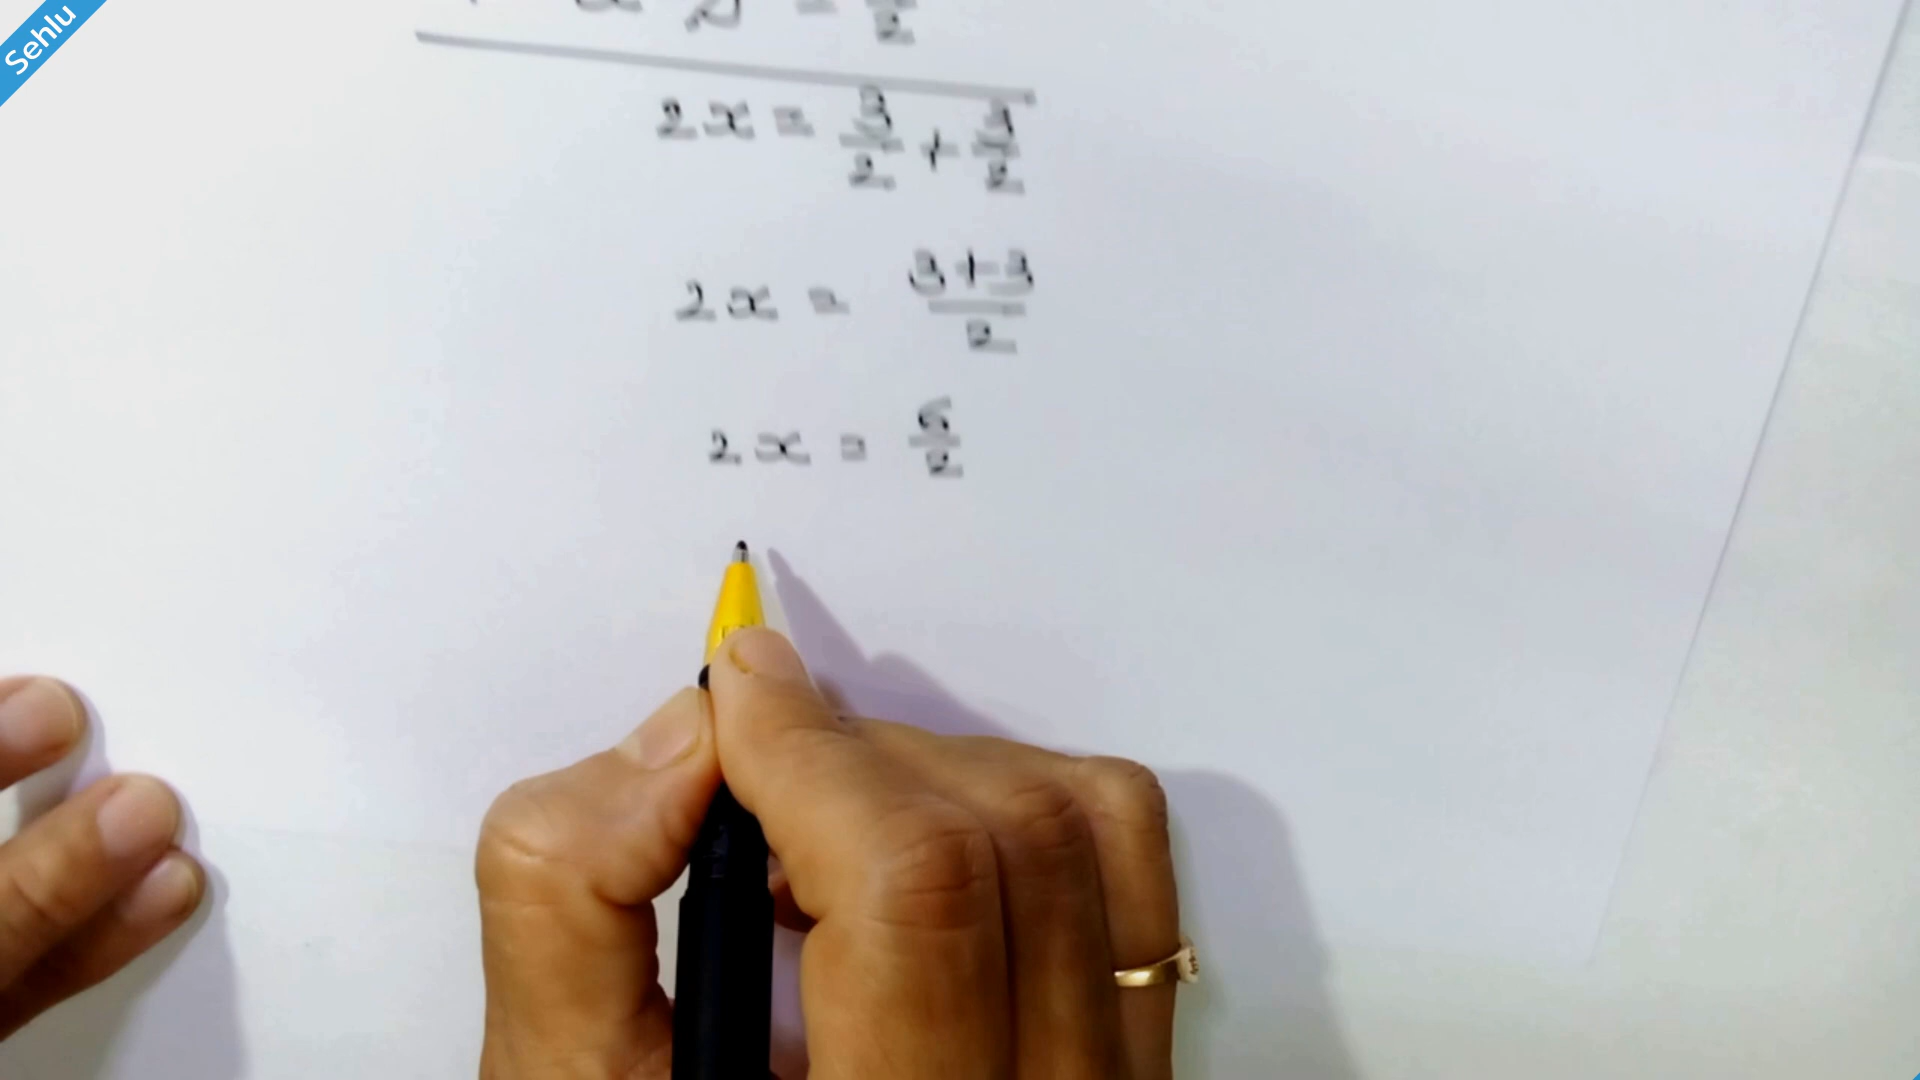 Sehlu
2x = 3/2 + 3/2
2x = 3+3/2
2x = 6/2